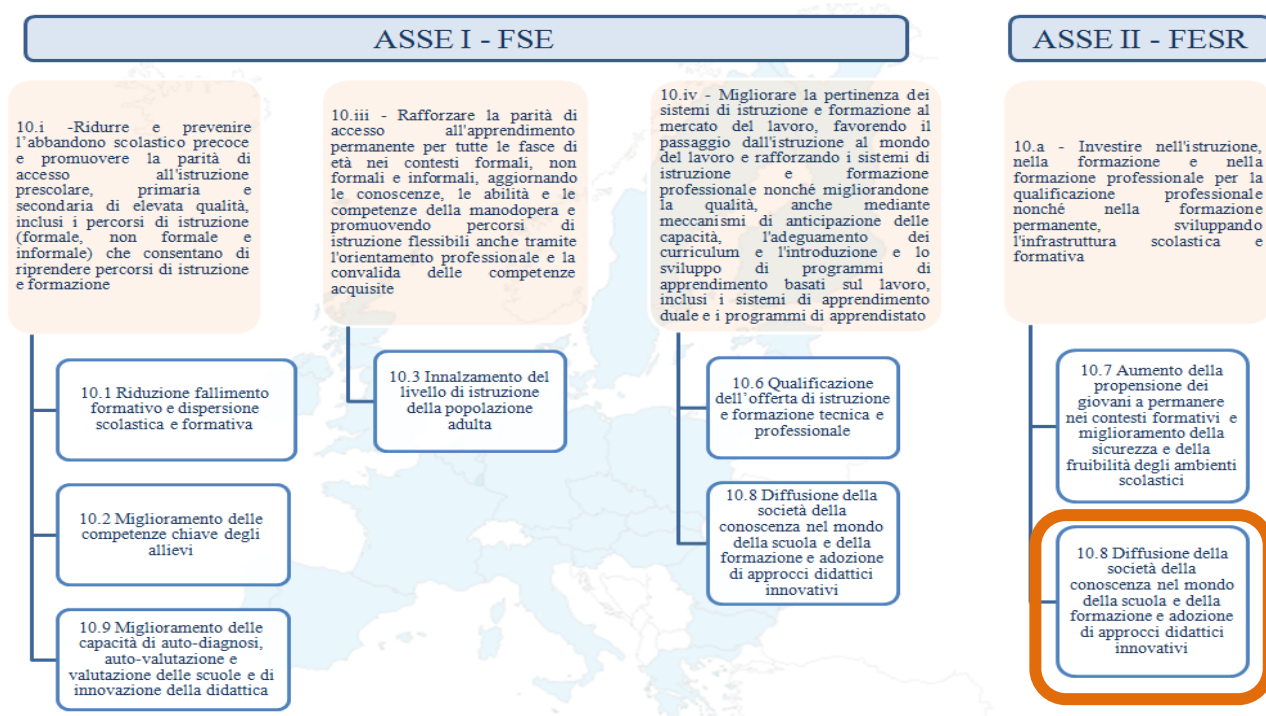 ASSE I - FSE
10.i -Ridurre e prevenire
l'abbandono scolastico precoce
e promuovere la parità di
accesso all'istruzione
prescolare, primaria e
secondaria di elevata qualità,
inclusi i percorsi di istruzione
(formale, non formale e
informale) che consentano di
riprendere percorsi di istruzione
e formazione
10.1 Riduzione fallimento
formativo e dispersione
scolastica e formativa
10.2 Miglioramento delle
competenze chiave degli
allievi
10.9 Miglioramento delle
capacità di auto-diagnosi,
auto-valutazione e
valutazione delle scuole e di
innovazione della didattica
10.iii - Rafforzare la parità di
accesso all'apprendimento
permanente per tutte le fasce di
età nei contesti formali, non
formali e informali, aggiornando
le conoscenze, le abilità e le
competenze della manodopera e
promuovendo percorsi di
istruzione flessibili anche tramite
l'orientamento professionale e la
convalida delle competenze
acquisite
10.3 Innalzamento del
livello di istruzione
della popolazione
adulta
10.iv - Migliorare la pertinenza dei
sistemi di istruzione e formazione al
mercato del lavoro, favorendo il
passaggio dall'istruzione al mondo
del lavoro e rafforzando i sistemi di
istruzione e formazione
professionale nonché migliorandone
la qualità, anche mediante
meccanismi di anticipazione delle
capacità, l'adeguamento dei
curriculum e l'introduzione e lo
sviluppo di programmi di
apprendimento basati sul lavoro,
inclusi i sistemi di apprendimento
duale e i programmi di apprendistato
10.6 Qualificazione
dell'offerta di istruzione
e formazione tecnica e
professionale
10.8 Diffusione della
società della
conoscenza nel mondo
della scuola e della
formazione e adozione
di approcci didattici
innovativi
ASSE II - FESR
10.a - Investire nell'istruzione,
nella formazione e nella
formazione professionale per la
qualificazione professionale
nonché nella formazione
permanente, sviluppando
l'infrastruttura scolastica e
formativa
10.7 Aumento della
propensione dei
giovani a permanere
nei contesti formativi e
miglioramento della
sicurezza e della
fruibilità degli ambienti
scolastici
10.8 Diffusione della
società della
conoscenza nel mondo
della scuola e della
formazione e adozione
di approcci didattici
innovativi